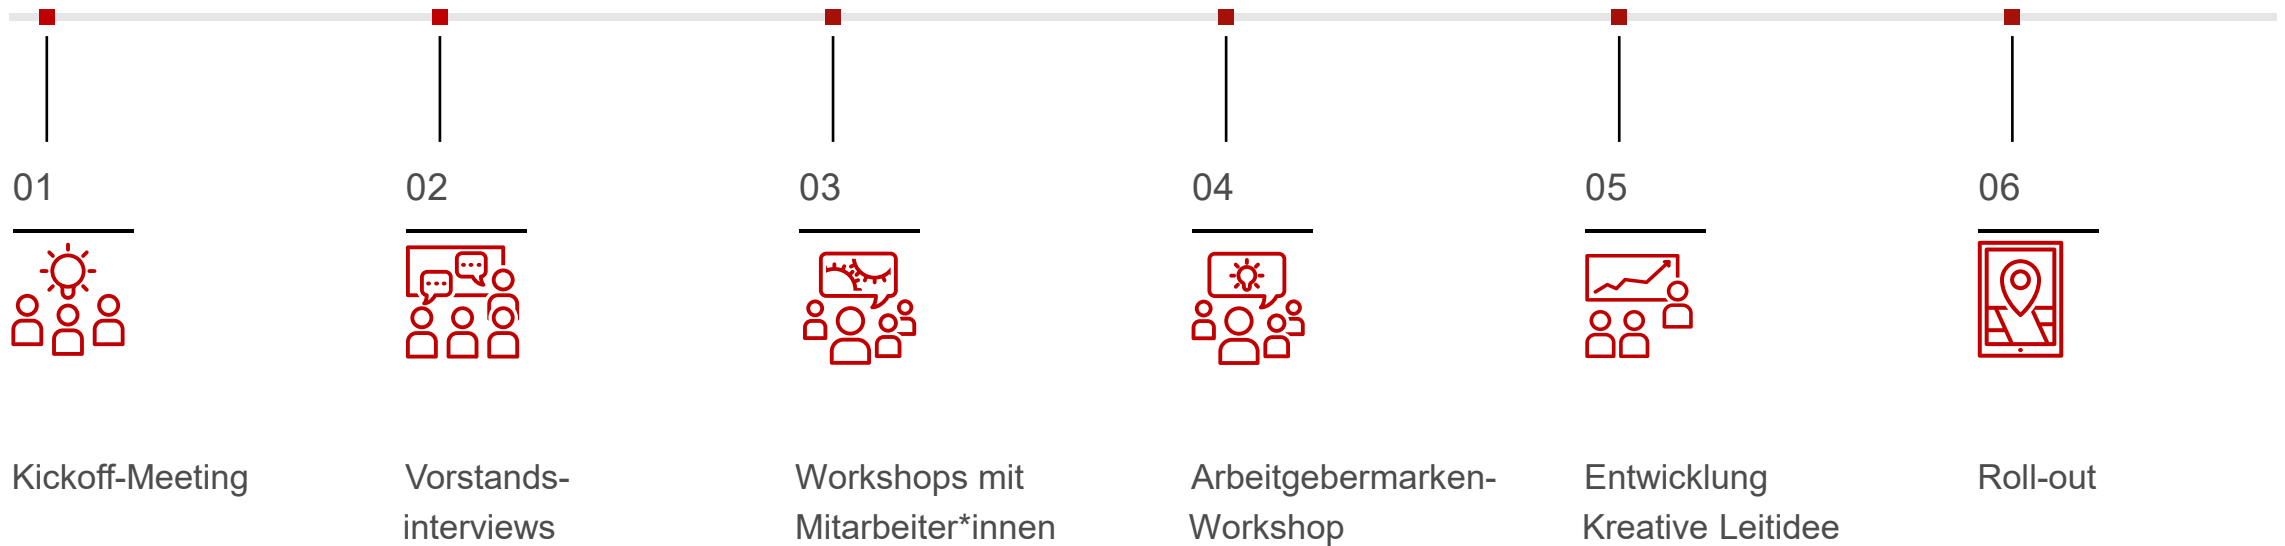 01
02
03
04
05
06
Kickoff-Meeting
Vorstands-
interviews
Workshops mit
Mitarbeiter*innen
Arbeitgebermarken-
Workshop
Entwicklung
Kreative Leitidee
Roll-out